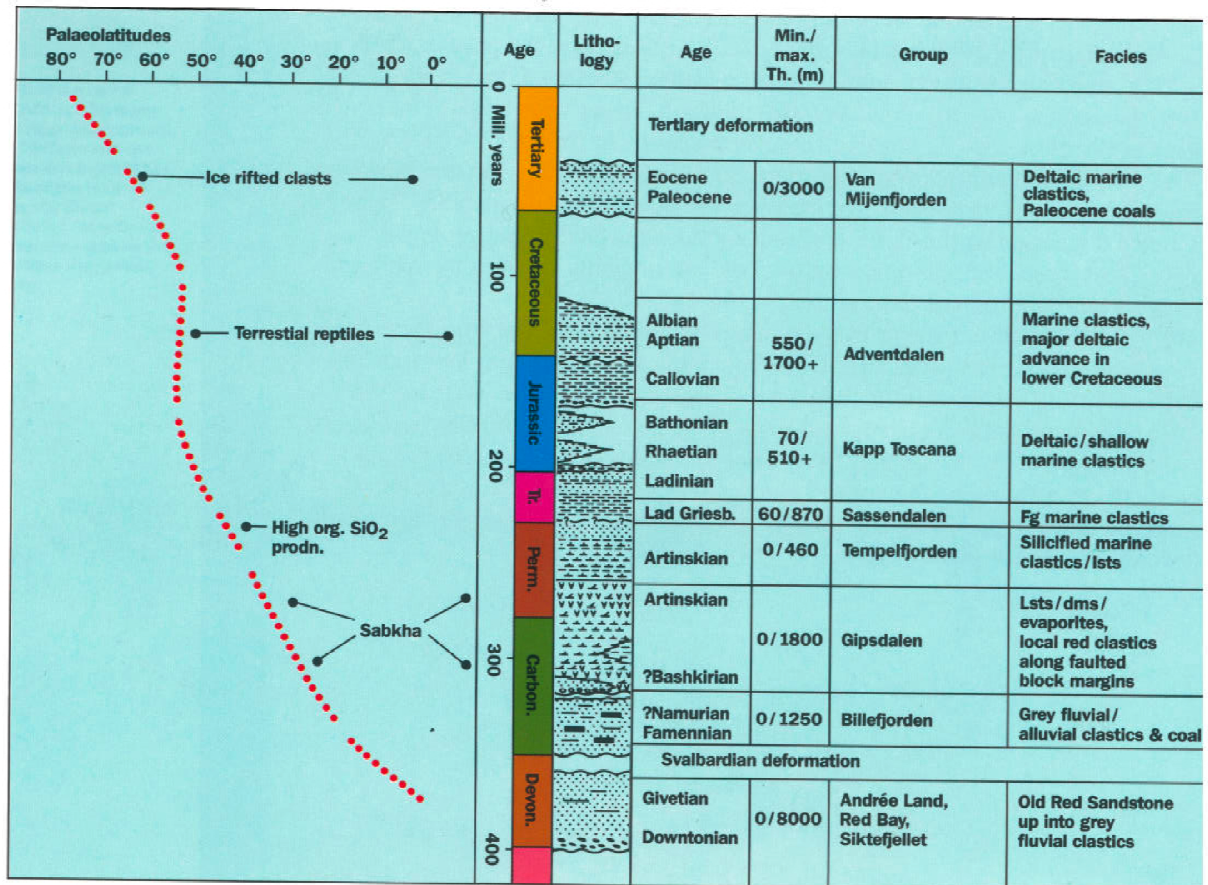 Palaeolatitudes
80° 70° 60° 50° 40° 30° 20° 10° 0°
Age
Litho-
logy
Age
Min./
max.
Th. (m)
Group
Facies
Ice rifted clasts
Terrestial reptiles
High org. SiO2
prodn.
Sabkha
0
Mill. years
100
200
300
400
Tertiary
Cretaceous
Jurassic
Tr.
Perm.
Carbon.
Devon.
Tertiary deformation
Eocene
Paleocene
0/3000
Van
Mijenfjorden
Deltaic marine
clastics,
Paleocene coals
Albian
Aptian
Callovian
550/
1700+
Adventdalen
Marine clastics,
major deltaic
advance in
lower Cretaceous
Bathonian
Rhaetian
Ladinian
70/
510+
Kapp Toscana
Deltaic/shallow
marine clastics
Lad Griesb.
60/870
Sassendalen
Fg marine clastics
Artinskian
0/460
Tempelfjorden
Silicified marine
clastics/lsts
Artinskian
?Bashkirian
0/1800
Gipsdalen
Lsts/dms/
evaporites,
local red clastics
along faulted
block margins
?Namurian
Famennian
0/1250
Billefjorden
Grey fluvial/
alluvial clastics & coal
Svalbardian deformation
Givetian
Downtonian
0/8000
Andrée Land,
Red Bay,
Siktefjellet
Old Red Sandstone
up into grey
fluvial clastics